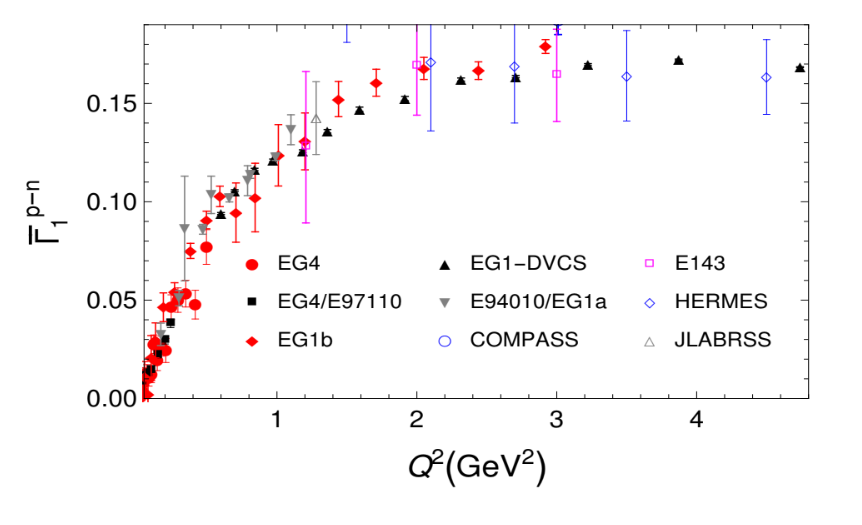 0.15
0.10
0.05
0.00
Γ̅₁ᵖ⁻ⁿ
EG4
EG1−DVCS
E143
EG4/E97110
E94010/EG1a
HERMES
EG1b
COMPASS
JLABRSS
1 2 3 4
Q²(GeV²)